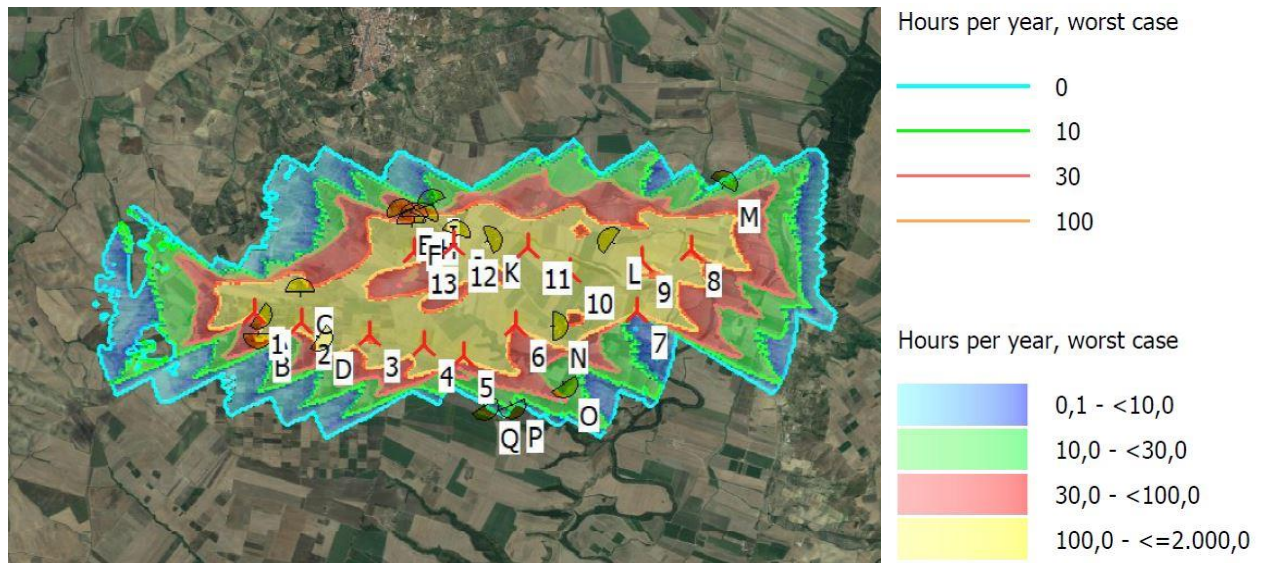 Hours per year, worst case
0
10
30
100
Hours per year, worst case
0,1 - <10,0
10,0 - <30,0
30,0 - <100,0
100,0 - <=2.000,0
M
E
F
H
I
13
12
K
11
L
8
9
10
C
1
B
2
D
3
4
5
6
N
7
O
Q
P